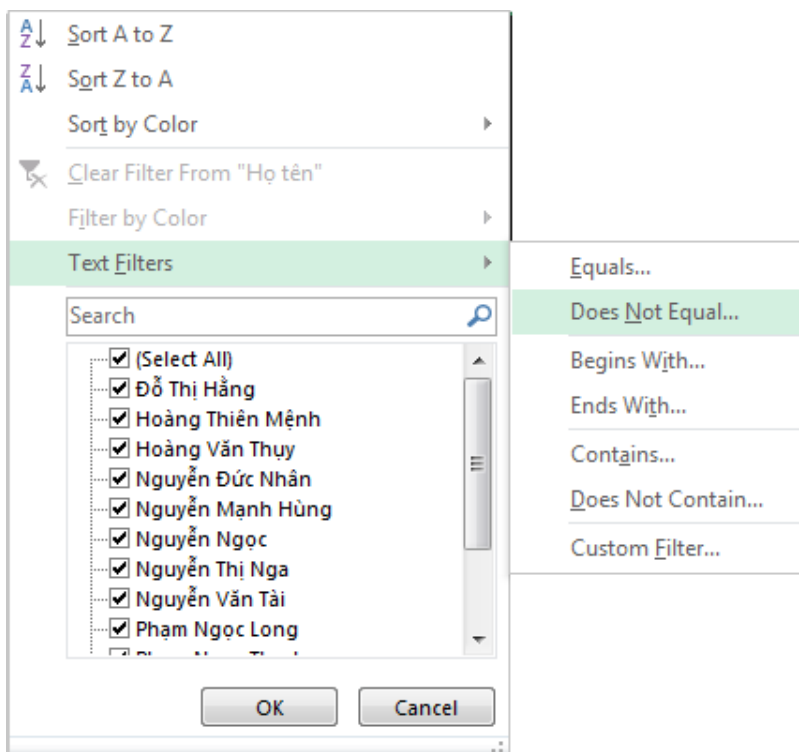 Sort A to Z
Sort Z to A
Sort by Color
Clear Filter From "Họ tên"
Filter by Color
Text Filters
Search
(Select All)
Đỗ Thị Hằng
Hoàng Thiên Mệnh
Hoàng Văn Thụy
Nguyễn Đức Nhân
Nguyễn Mạnh Hùng
Nguyễn Ngọc
Nguyễn Thị Nga
Nguyễn Văn Tài
Phạm Ngọc Long
OK
Cancel
Equals...
Does Not Equal...
Begins With...
Ends With...
Contains...
Does Not Contain...
Custom Filter...